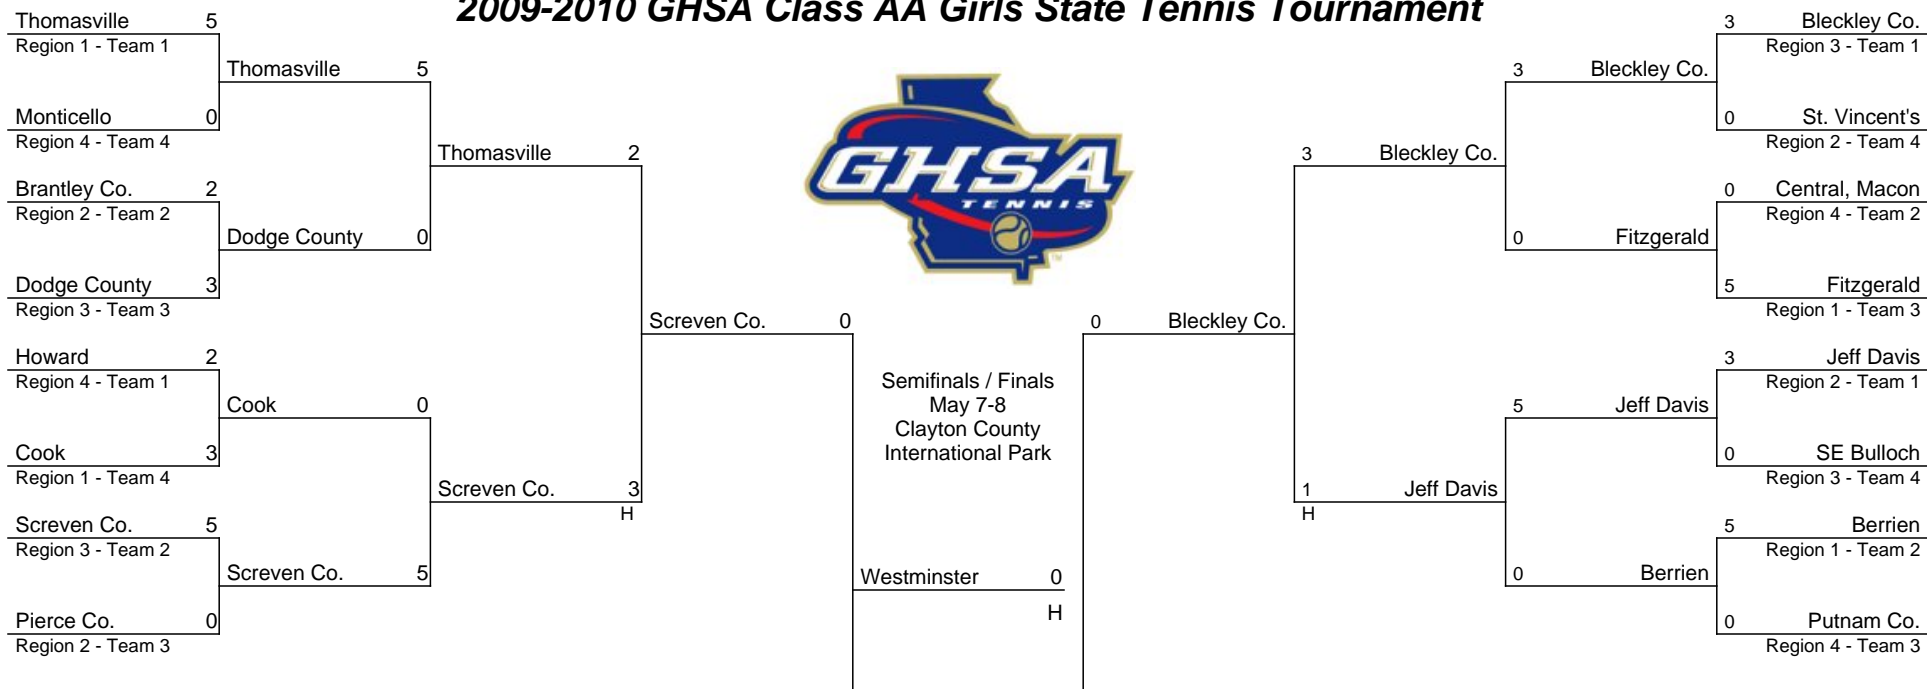 2009-2010 GHSA Class AA Girls State Tennis Tournament
Thomasville 5
Region 1 - Team 1
Monticello 0
Region 4 - Team 4
Brantley Co. 2
Region 2 - Team 2
Dodge County 3
Region 3 - Team 3
Howard 2
Region 4 - Team 1
Cook 3
Region 1 - Team 4
Screven Co. 5
Region 3 - Team 2
Pierce Co. 0
Region 2 - Team 3
Thomasville 5
Dodge County 0
Cook 0
Screven Co. 5
Thomasville 2
Screven Co. 3
H
Screven Co. 0
GHSA
TENNIS
TM
Semifinals / Finals
May 7-8
Clayton County
International Park
Westminster 0
H
0 Bleckley Co.
3 Bleckley Co.
1 Jeff Davis
H
3 Bleckley Co.
0 Fitzgerald
5 Jeff Davis
0 Berrien
3 Bleckley Co.
Region 3 - Team 1
0 St. Vincent's
Region 2 - Team 4
0 Central, Macon
Region 4 - Team 2
5 Fitzgerald
Region 1 - Team 3
3 Jeff Davis
Region 2 - Team 1
0 SE Bulloch
Region 3 - Team 4
5 Berrien
Region 1 - Team 2
0 Putnam Co.
Region 4 - Team 3